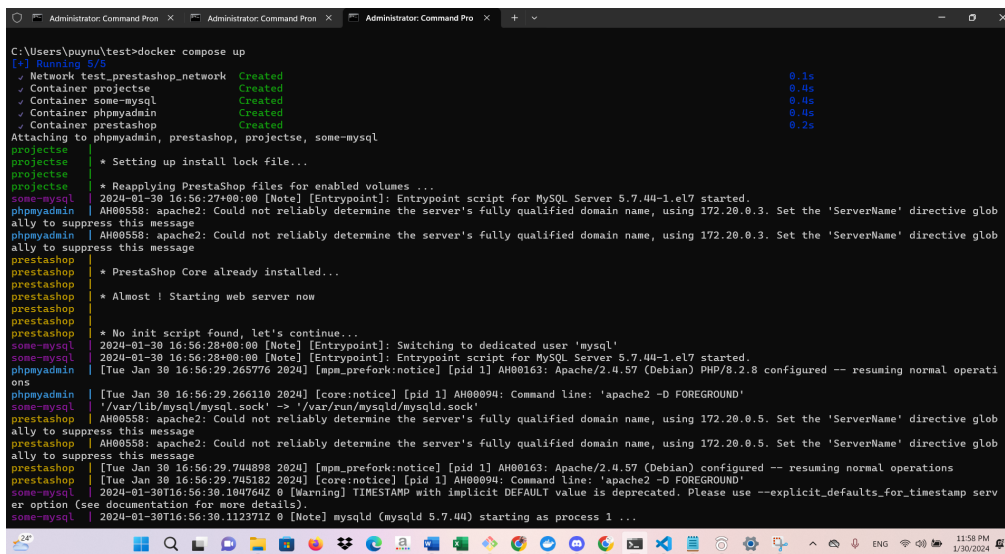 Administrator: Command Pron × Administrator: Command Pron × Administrator: Command Pro × + − ×
C:\Users\puynu\test>docker compose up
[+] Running 5/5
✓ Network test_prestashop_network Created 0.1s
✓ Container projectse Created 0.4s
✓ Container some-mysql Created 0.4s
✓ Container phpmyadmin Created 0.4s
✓ Container prestashop Created 0.2s
Attaching to phpmyadmin, prestashop, projectse, some-mysql
projectse |
projectse | * Setting up install lock file...
projectse |
projectse | * Reapplying PrestaShop files for enabled volumes ...
some-mysql | 2024-01-30 16:56:27+00:00 [Note] [Entrypoint]: Entrypoint script for MySQL Server 5.7.44-1.el7 started.
phpmyadmin | AH00558: apache2: Could not reliably determine the server's fully qualified domain name, using 172.20.0.3. Set the 'ServerName' directive glob
ally to suppress this message
phpmyadmin | AH00558: apache2: Could not reliably determine the server's fully qualified domain name, using 172.20.0.3. Set the 'ServerName' directive glob
ally to suppress this message
prestashop |
prestashop | * PrestaShop Core already installed...
prestashop |
prestashop | * Almost ! Starting web server now
prestashop |
prestashop |
prestashop | * No init script found, let's continue...
some-mysql | 2024-01-30 16:56:28+00:00 [Note] [Entrypoint]: Switching to dedicated user 'mysql'
some-mysql | 2024-01-30 16:56:28+00:00 [Note] [Entrypoint]: Entrypoint script for MySQL Server 5.7.44-1.el7 started.
phpmyadmin | [Tue Jan 30 16:56:29.265776 2024] [mpm_prefork:notice] [pid 1] AH00163: Apache/2.4.57 (Debian) PHP/8.2.8 configured -- resuming normal operati
ons
phpmyadmin | [Tue Jan 30 16:56:29.266110 2024] [core:notice] [pid 1] AH00094: Command line: 'apache2 -D FOREGROUND'
some-mysql | '/var/lib/mysql/mysql.sock' -> '/var/run/mysqld/mysqld.sock'
prestashop | AH00558: apache2: Could not reliably determine the server's fully qualified domain name, using 172.20.0.5. Set the 'ServerName' directive glob
ally to suppress this message
prestashop | AH00558: apache2: Could not reliably determine the server's fully qualified domain name, using 172.20.0.5. Set the 'ServerName' directive glob
ally to suppress this message
prestashop | [Tue Jan 30 16:56:29.744898 2024] [mpm_prefork:notice] [pid 1] AH00163: Apache/2.4.57 (Debian) configured -- resuming normal operations
prestashop | [Tue Jan 30 16:56:29.745182 2024] [core:notice] [pid 1] AH00094: Command line: 'apache2 -D FOREGROUND'
some-mysql | 2024-01-30T16:56:30.104764Z 0 [Warning] TIMESTAMP with implicit DEFAULT value is deprecated. Please use --explicit_defaults_for_timestamp serv
er option (see documentation for more details).
some-mysql | 2024-01-30T16:56:30.112371Z 0 [Note] mysqld (mysqld 5.7.44) starting as process 1 ...
24° ENG 11:58 PM
1/30/2024